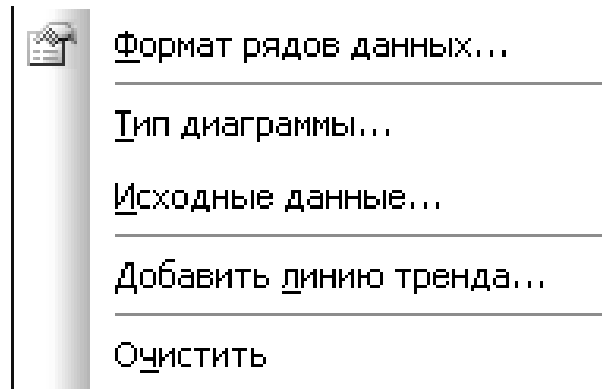 Формат рядов данных...
Тип диаграммы...
Исходные данные...
Добавить линию тренда...
Очистить